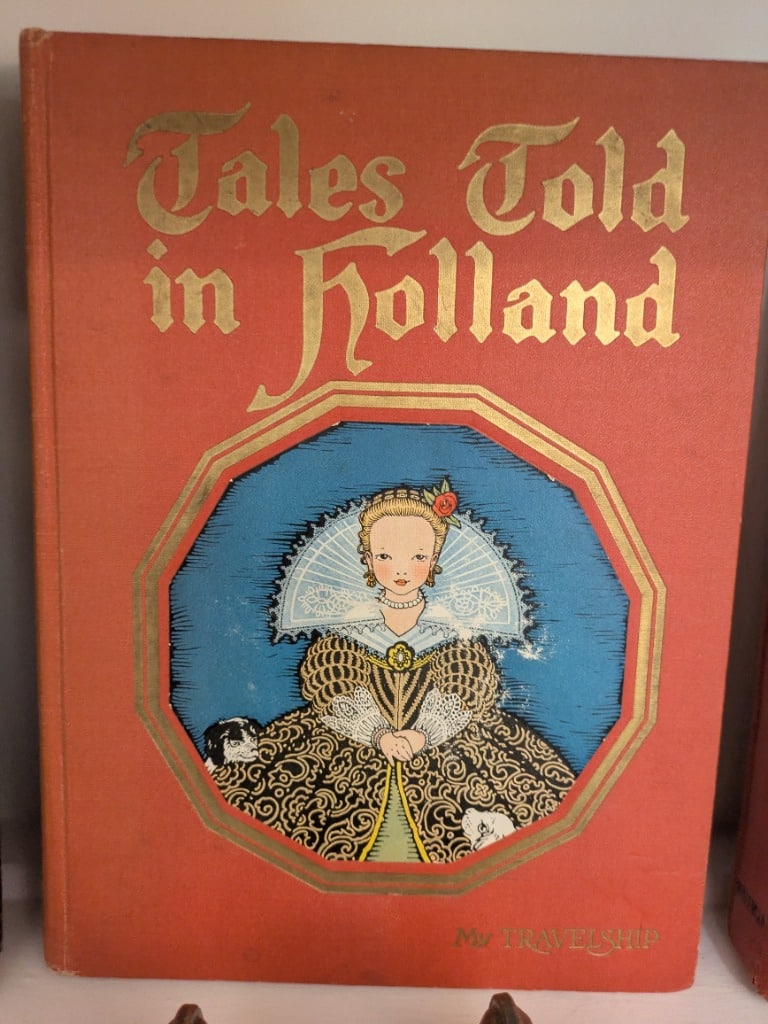 Tales Told
in Holland
My TRAVELSHIP